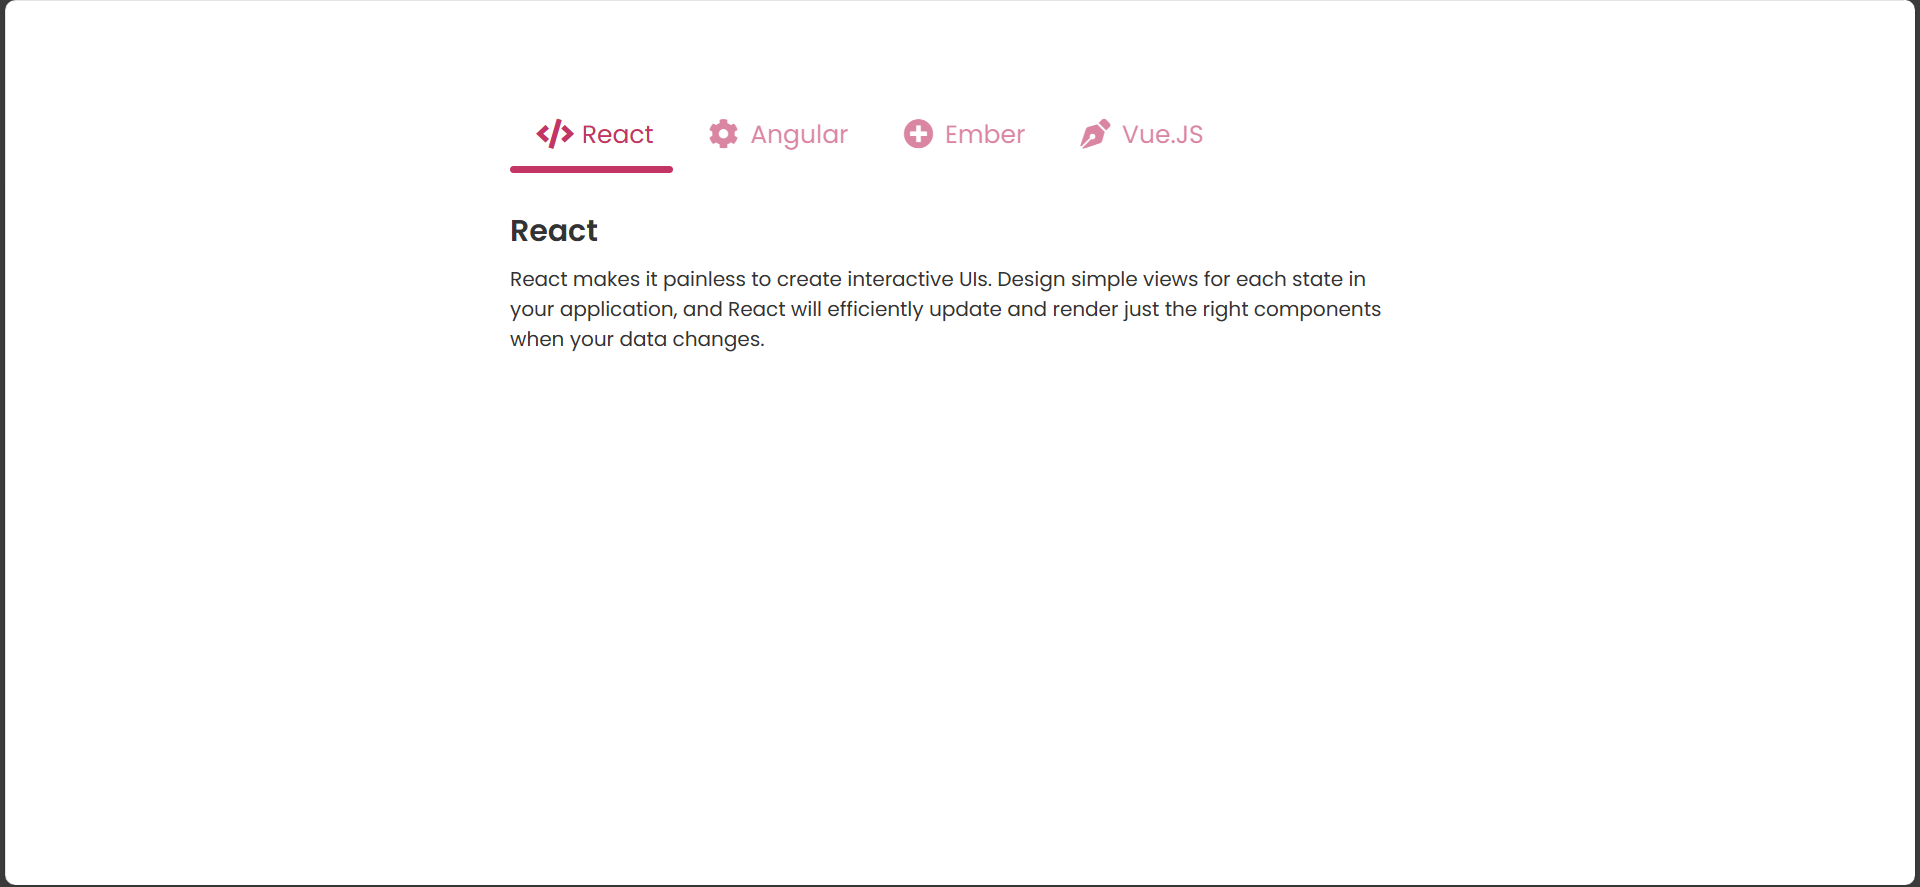 React Angular Ember Vue.JS
React
React makes it painless to create interactive UIs. Design simple views for each state in
your application, and React will efficiently update and render just the right components
when your data changes.